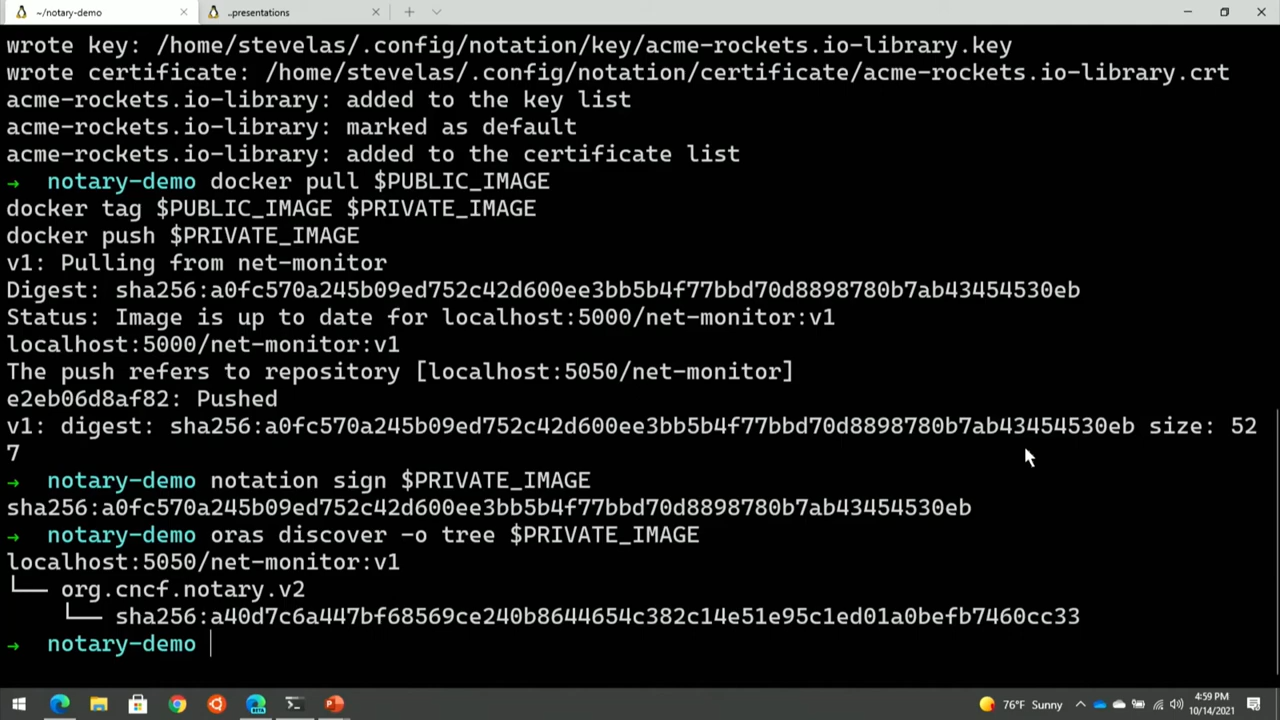 ~/notary-demo
..presentations
wrote key: /home/stevelas/.config/notation/key/acme-rockets.io-library.key
wrote certificate: /home/stevelas/.config/notation/certificate/acme-rockets.io-library.crt
acme-rockets.io-library: added to the key list
acme-rockets.io-library: marked as default
acme-rockets.io-library: added to the certificate list
→ notary-demo docker pull $PUBLIC_IMAGE
docker tag $PUBLIC_IMAGE $PRIVATE_IMAGE
docker push $PRIVATE_IMAGE
v1: Pulling from net-monitor
Digest: sha256:a0fc570a245b09ed752c42d600ee3bb5b4f77bbd70d8898780b7ab43454530eb
Status: Image is up to date for localhost:5000/net-monitor:v1
localhost:5000/net-monitor:v1
The push refers to repository [localhost:5050/net-monitor]
e2eb06d8af82: Pushed
v1: digest: sha256:a0fc570a245b09ed752c42d600ee3bb5b4f77bbd70d8898780b7ab43454530eb size: 52
7
→ notary-demo notation sign $PRIVATE_IMAGE
sha256:a0fc570a245b09ed752c42d600ee3bb5b4f77bbd70d8898780b7ab43454530eb
→ notary-demo oras discover -o tree $PRIVATE_IMAGE
localhost:5050/net-monitor:v1
└── org.cncf.notary.v2
└── sha256:a40d7c6a447bf68569ce240b8644654c382c14e51e95c1ed01a0befb7460cc33
→ notary-demo
BETA
76°F Sunny
4:59 PM
10/14/2021